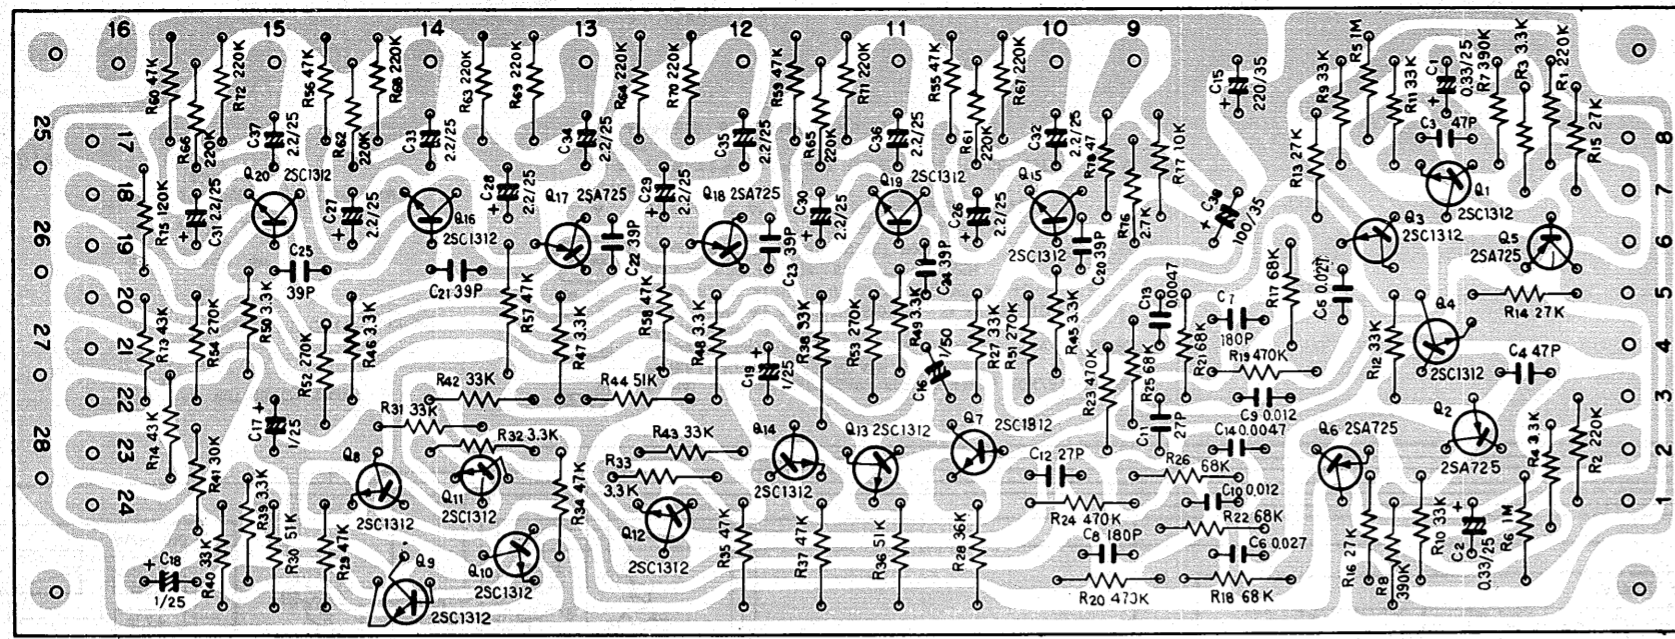 16
15
14
13
12
11
10
9
R60 47K
R66 220K
R72 220K
C37 2.2/25
R56 47K
R62 220K
R68 220K
C33 2.2/25
R63 220K
R69 220K
C34 2.2/25
R64 220K
R70 220K
C35 2.2/25
R59 47K
R65 220K
R71 220K
C36 2.2/25
R55 47K
R61 220K
R67 220K
C32 2.2/25
47
R17 10K
C15 + 220/35
R9 33K
R5 1M
R11 33K
C1 + 0.33/25
R7 390K
R3 3.3K
R1 220K
R15 27K
C3 47P
R13 27K
25
17
8
18
R15 120K
C31 2.2/25 +
Q20 2SC1312
C27 2.2/25 +
Q16 2SC1312
C28 2.2/25 +
Q17 2SA725
C29 2.2/25 +
Q18 2SA725
C30 2.2/25 +
Q19 2SC1312
C26 2.2/25 +
Q15 2SC1312
R76 2.7K
100/35 +
Q3 2SC1312
Q1 2SC1312
Q5 2SA725
7
26
19
C25 39P
C21 39P
C22 39P
C23 39P
C24 39P
C20 39P
R17 68K
C5 0.027
6
20
R13 43K
R54 270K
R50 3.3K
R52 270K
R46 3.3K
R57 47K
R47 3.3K
R58 47K
R48 3.3K
C19 + 1/25
R38 33K
R53 270K
R49 3.3K
C16 1/50
R27 33K
R51 270K
R45 3.3K
R23 470K
R25 68K
C13 0.0047
R21 68K
C7 180P
R19 470K
R12 33K
Q4 2SC1312
R14 27K
C4 47P
5
27
21
4
22
R14 43K
C17 + 1/25
R42 33K
R44 51K
R31 33K
C11 27P
C9 0.012
3
28
23
R41 30K
Q8 2SC1312
R32 3.3K
Q11 2SC1312
R43 33K
R33 3.3K
Q14 2SC1312
Q13 2SC1312
Q7 2SC1312
C12 27P
C14 0.0047
R26 68K
Q6 2SA725
Q2 2SA725
R4 3.3K
R2 220K
2
24
R39 3.3K
R30 51K
R29 47K
R34 47K
Q12 2SC1312
R35 47K
R37 47K
R36 51K
R28 36K
R24 470K
C10 0.012
R22 68K
R16 27K
R8 390K
R10 33K
C2 0.33/25
R6 1M
1
C18 + 1/25
R40 33K
Q9 2SC1312
Q10 2SC1312
C8 180P
C6 0.027
R20 470K
R18 68K